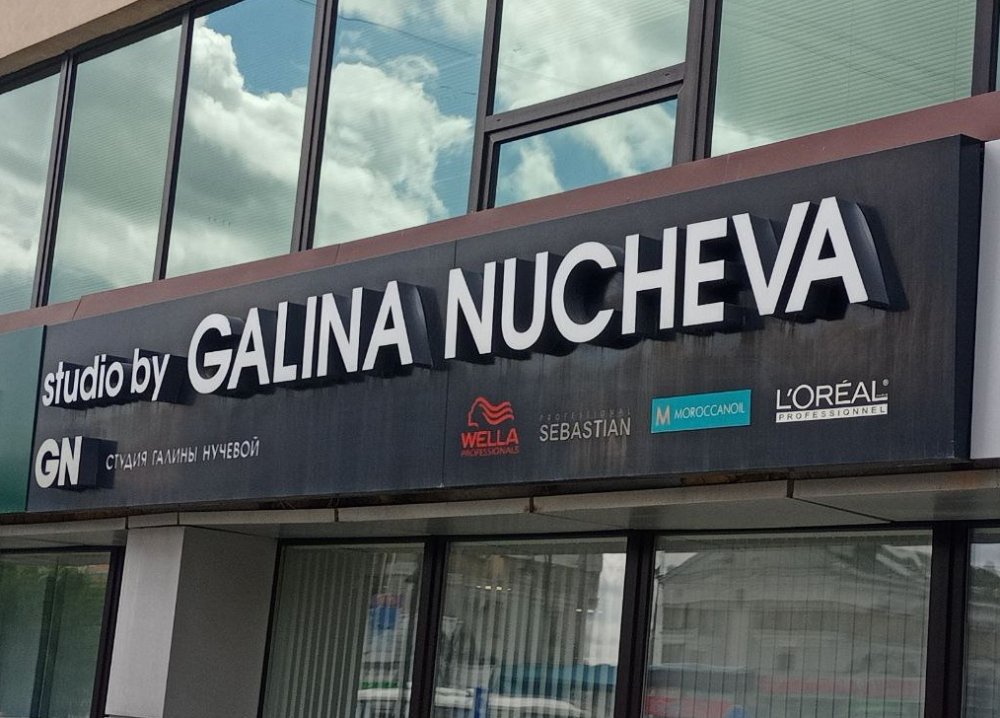 studio by GALINA NUCHEVA
GN СТУДИЯ ГАЛИНЫ НУЧЕВОЙ
WELLA
PROFESSIONALS
PROFESSIONAL
SEBASTIAN
M MOROCCANOIL
L'ORÉAL®
PROFESSIONNEL